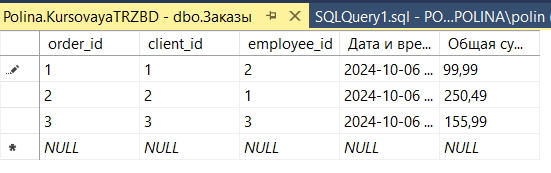 Polina.KursovayaTRZBD - dbo.Заказы SQLQuery1.sql - PO...POLINA\polin (
order_id client_id employee_id Дата и вре... Общая су...
1 1 2 2024-10-06 ... 99,99
2 2 1 2024-10-06 ... 250,49
3 3 3 2024-10-06 ... 155,99
NULL NULL NULL NULL NULL